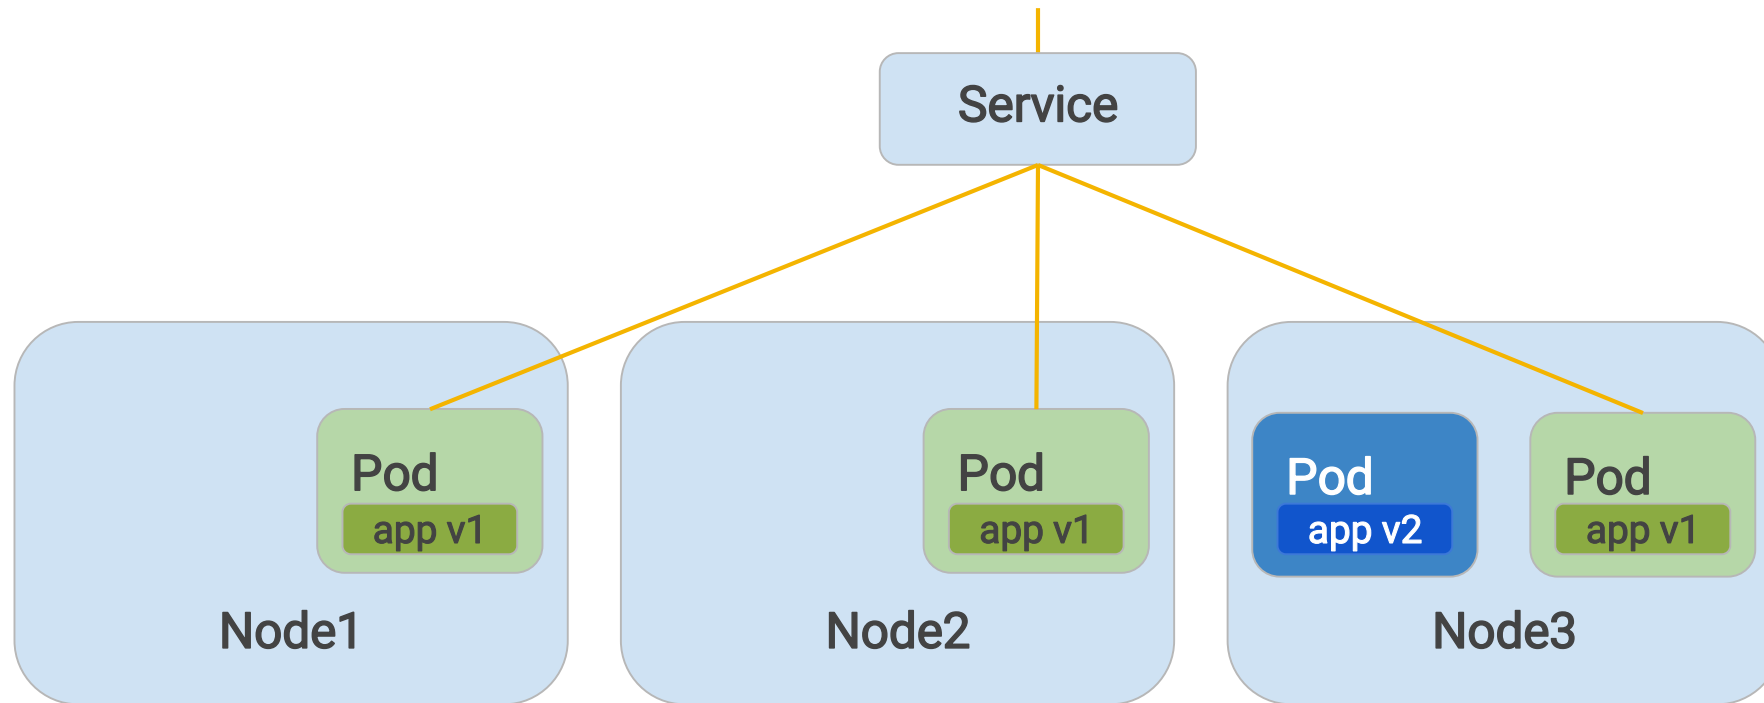 Service
Pod
app v1
Node1
Pod
app v1
Node2
Pod
app v2
Pod
app v1
Node3